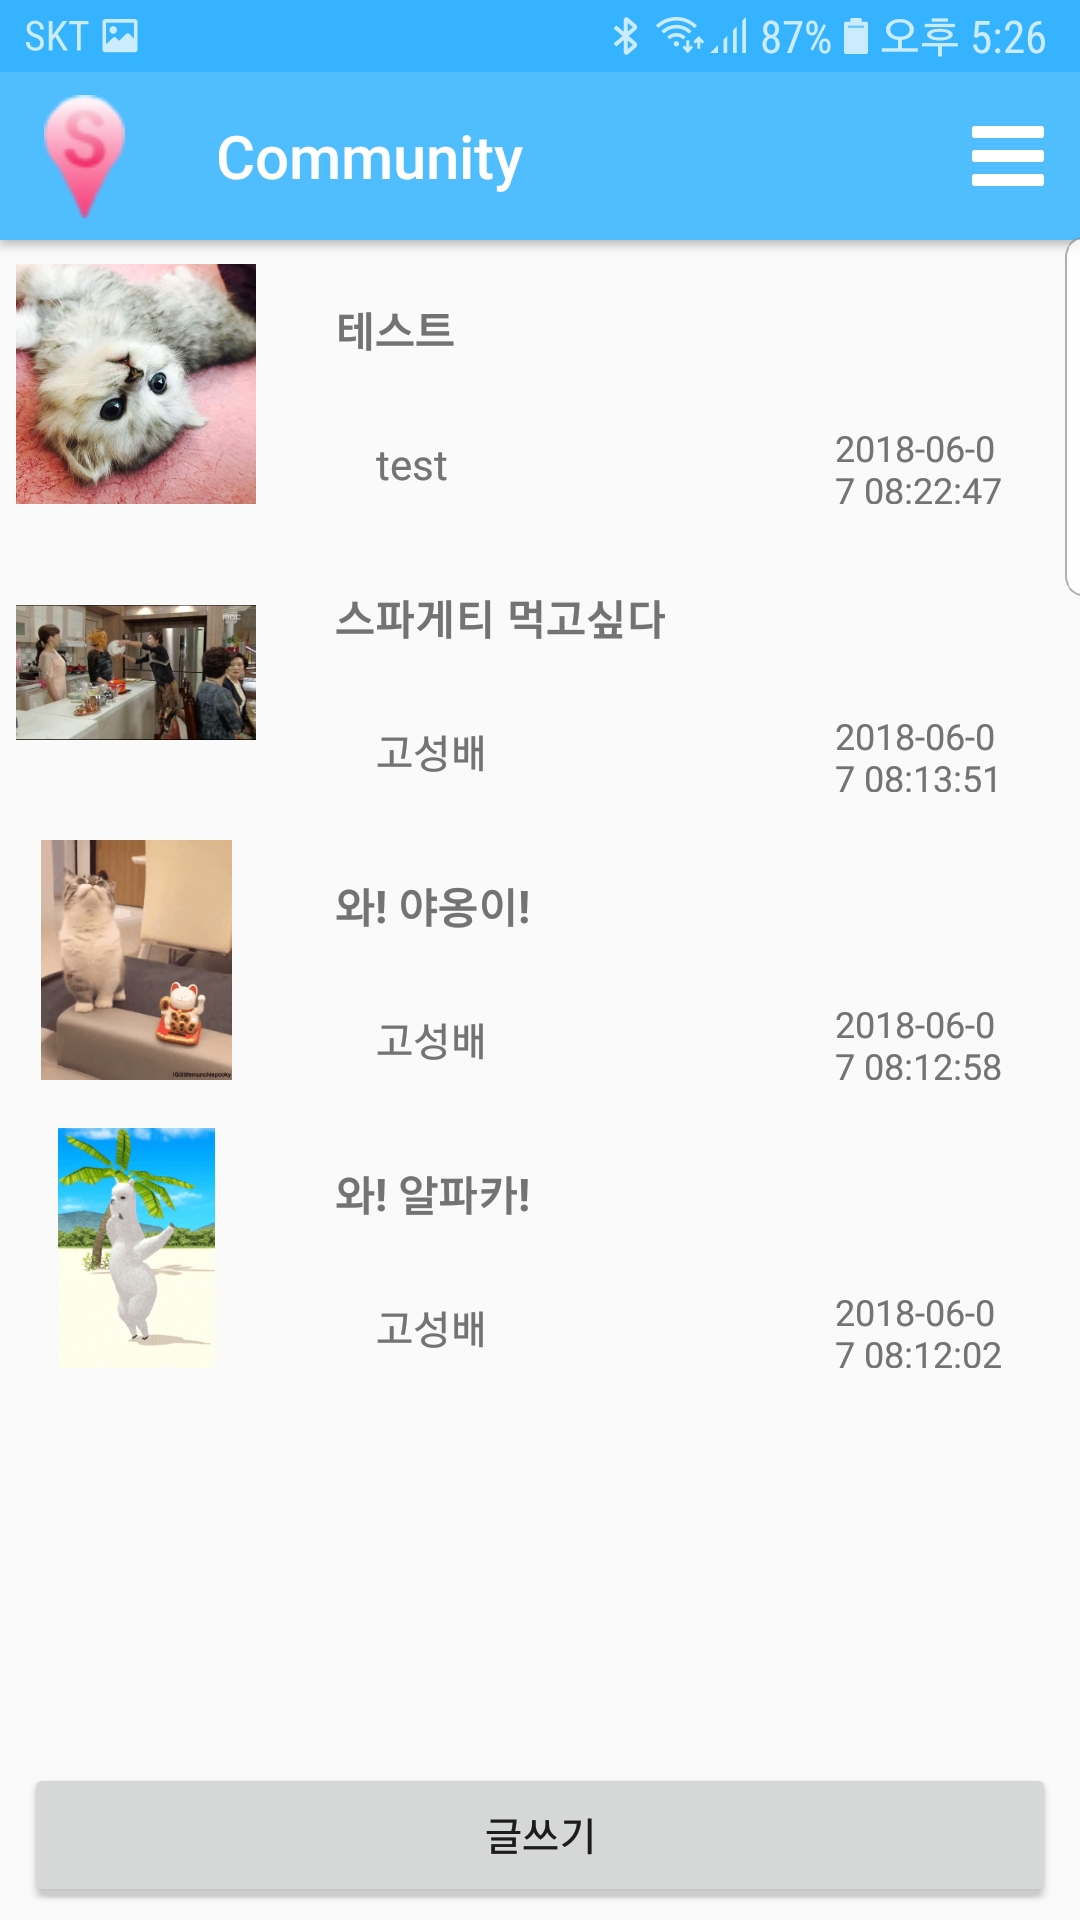 SKT 87% 오후 5:26
S Community
테스트
test
2018-06-0
7 08:22:47
스파게티 먹고싶다
MBC
고성배
2018-06-0
7 08:13:51
와! 야옹이!
고성배
2018-06-0
7 08:12:58
와! 알파카!
고성배
2018-06-0
7 08:12:02
글쓰기